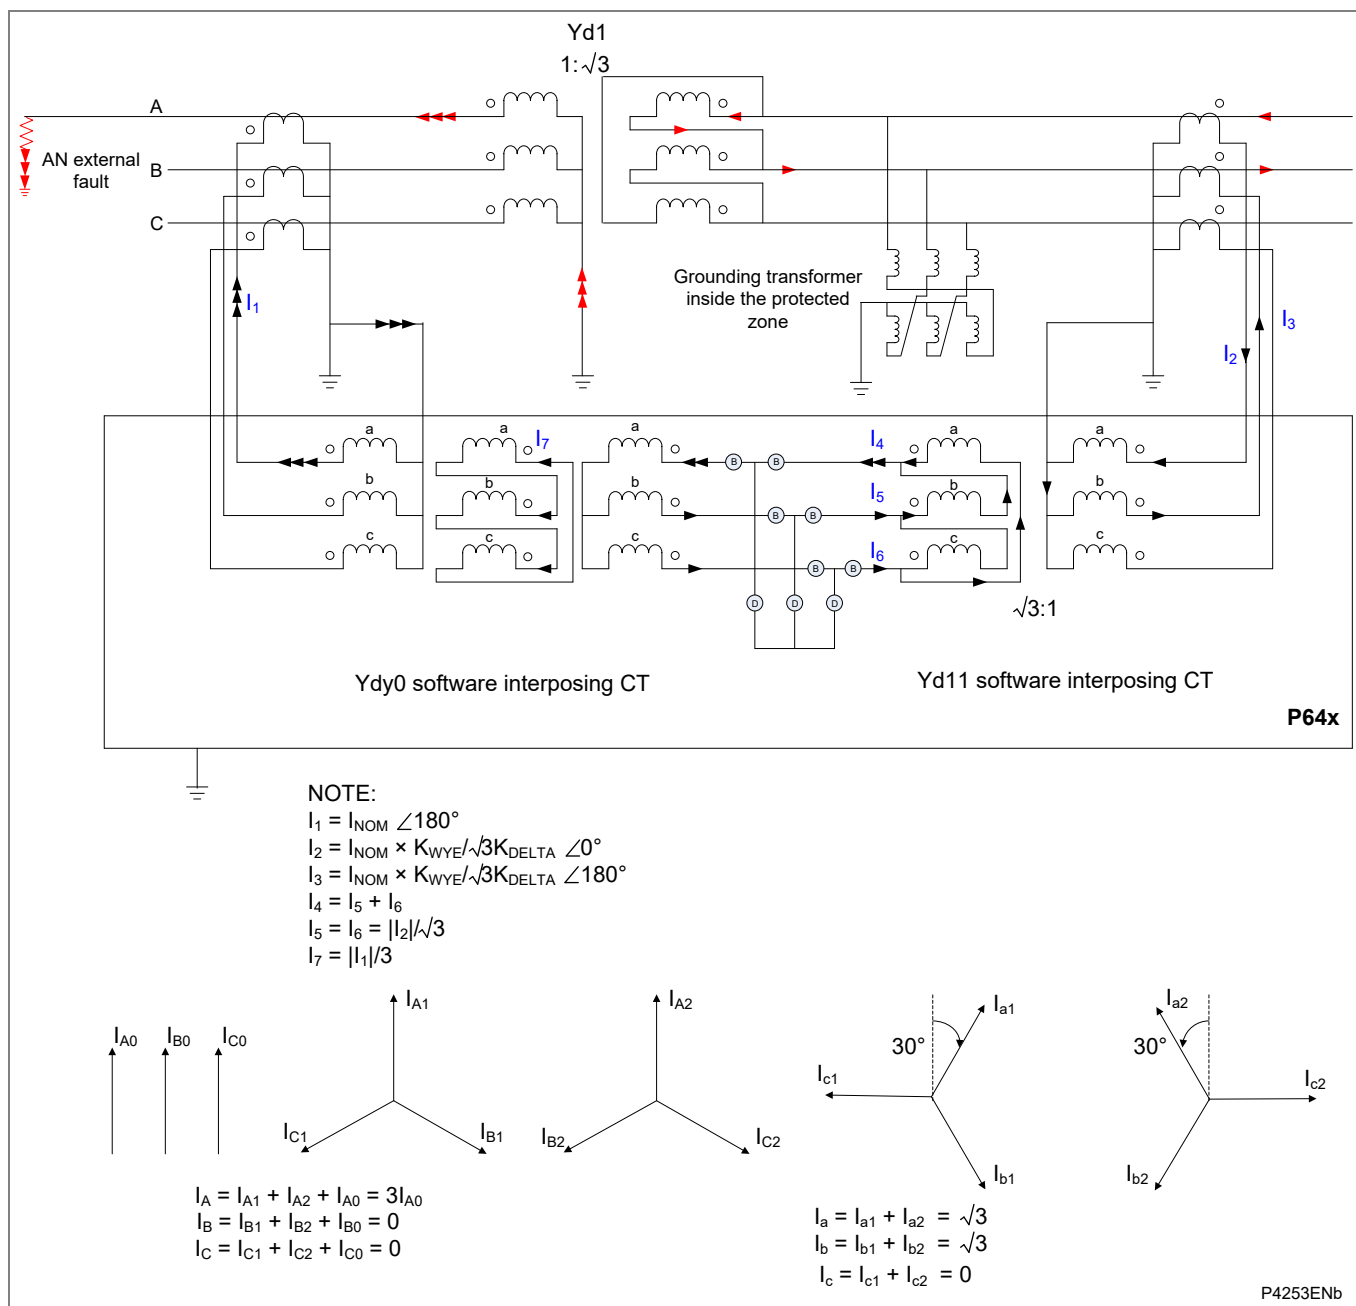 Yd1
1:√3
A
AN external
fault
B
C
Grounding transformer
inside the protected
zone
I1
I3
I2
a
a
I7
a
I4
a
a
B
B
b
b
b
I5
b
b
B
B
c
c
c
I6
c
c
B
B
D
D
D
√3:1
Ydy0 software interposing CT
Yd11 software interposing CT
P64x
NOTE:
I1 = INOM ∠180°
I2 = INOM × KWYE/√3KDELTA ∠0°
I3 = INOM × KWYE/√3KDELTA ∠180°
I4 = I5 + I6
I5 = I6 = |I2|/√3
I7 = |I1|/3
IA0
IB0
IC0
IA1
IC1
IB1
IA2
IB2
IC2
Ia1
30°
Ic1
Ib1
Ia2
30°
Ic2
Ib2
IA = IA1 + IA2 + IA0 = 3IA0
IB = IB1 + IB2 + IB0 = 0
IC = IC1 + IC2 + IC0 = 0
Ia = Ia1 + Ia2 = √3
Ib = Ib1 + Ib2 = √3
Ic = Ic1 + Ic2 = 0
P4253ENb